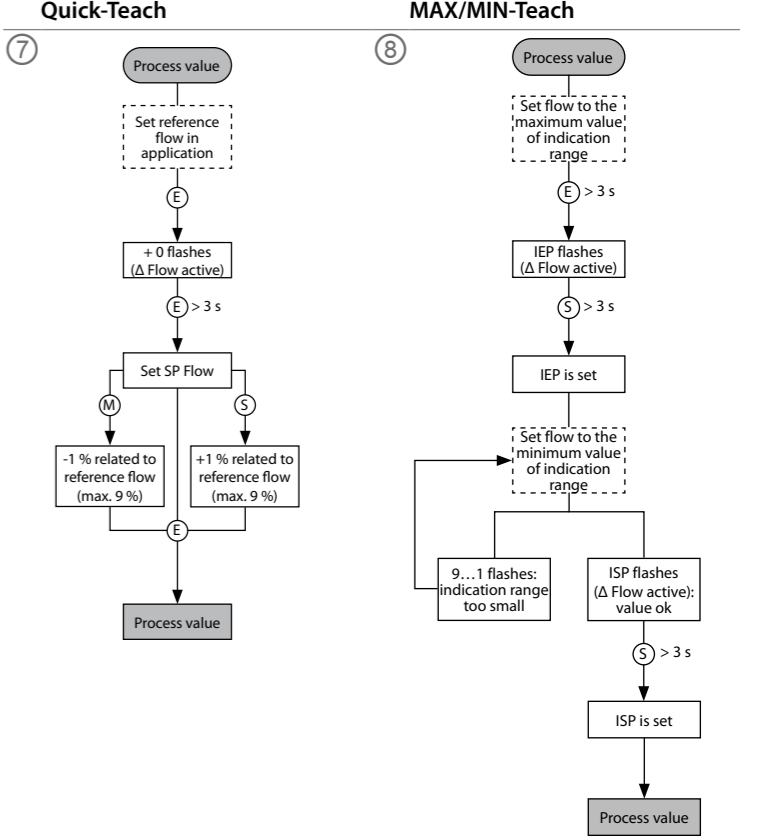 Quick-Teach
7
Process value
Set reference
flow in
application
E
+ 0 flashes
(Δ Flow active)
E > 3 s
Set SP Flow
M
S
-1 % related to
reference flow
(max. 9 %)
+1 % related to
reference flow
(max. 9 %)
E
Process value
MAX/MIN-Teach
8
Process value
Set flow to the
maximum value
of indication
range
E > 3 s
IEP flashes
(Δ Flow active)
S > 3 s
IEP is set
Set flow to the
minimum value
of indication
range
9…1 flashes:
indication range
too small
ISP flashes
(Δ Flow active):
value ok
S > 3 s
ISP is set
Process value